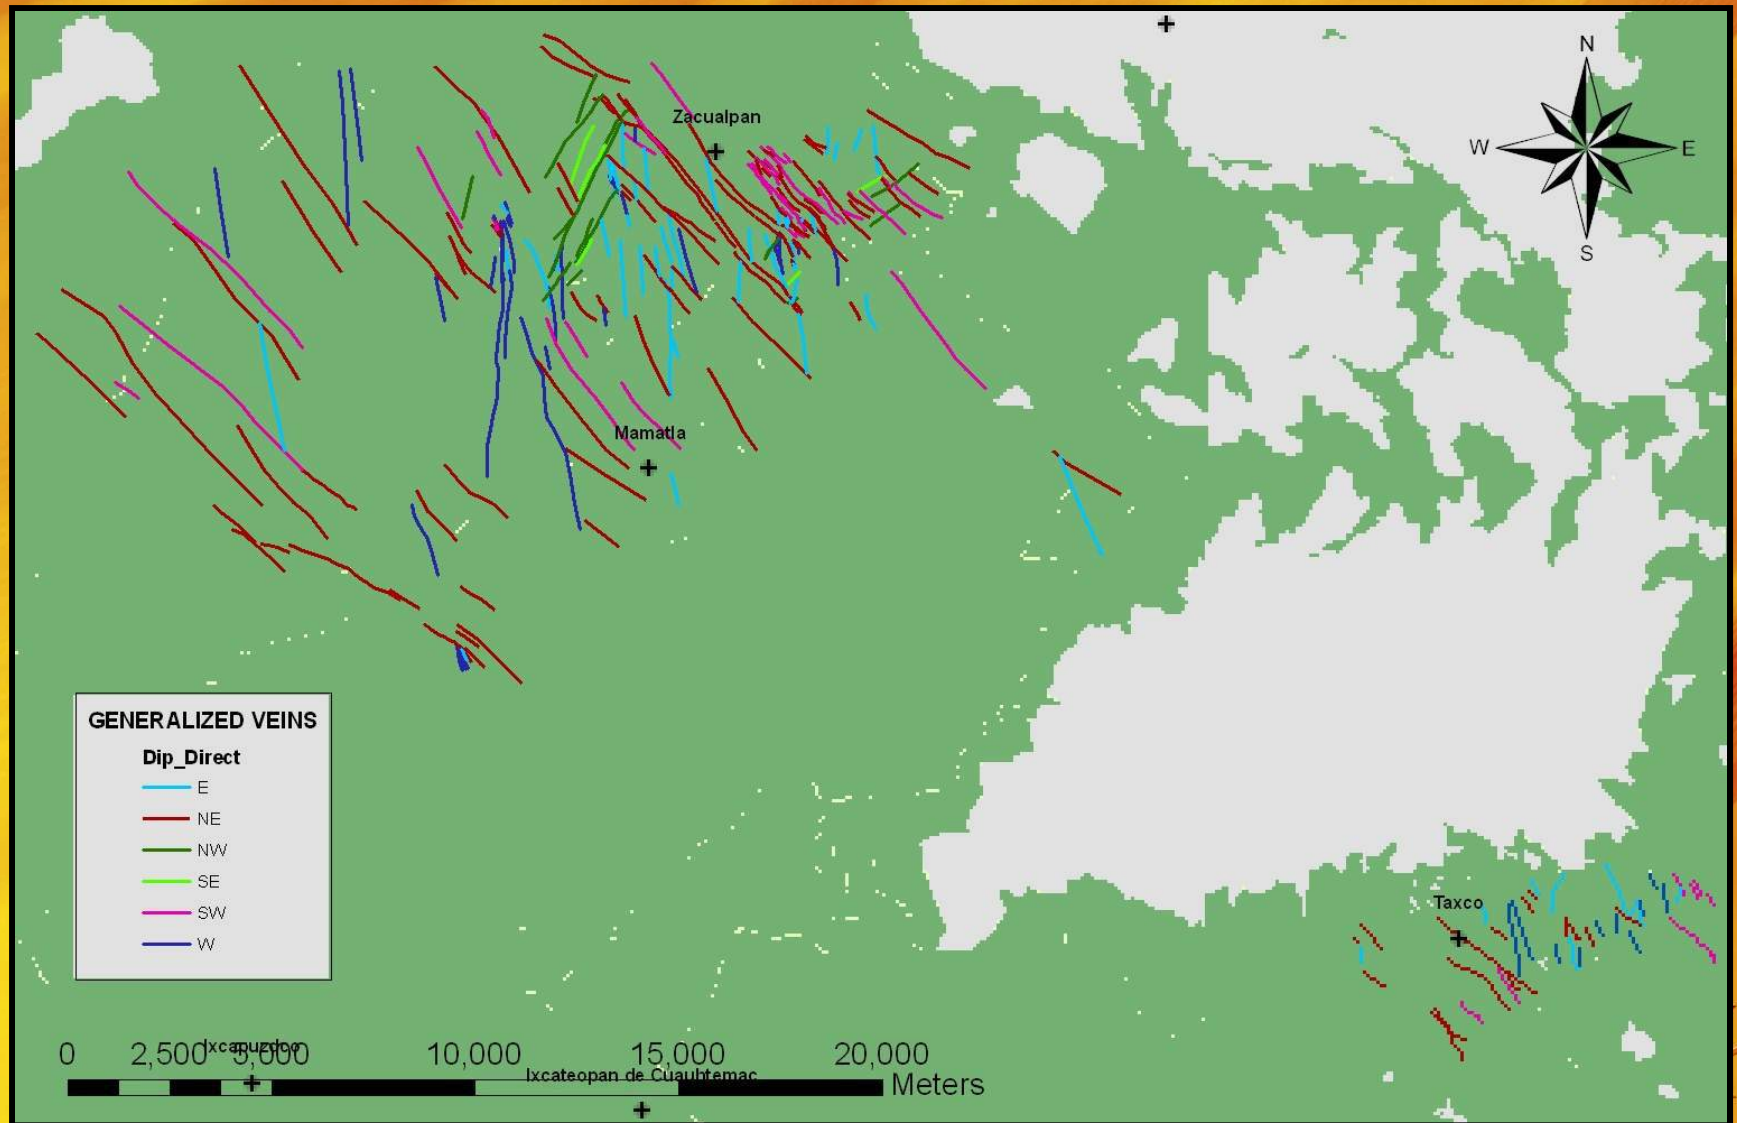 N
Zacualpan
W
E
S
Mamatla
GENERALIZED VEINS
Dip_Direct
E
NE
NW
SE
SW
W
Taxco
Ixcapuzdco
0 2,500 5,000 10,000 15,000 20,000
Ixcateopan de Cuauhtemac
Meters